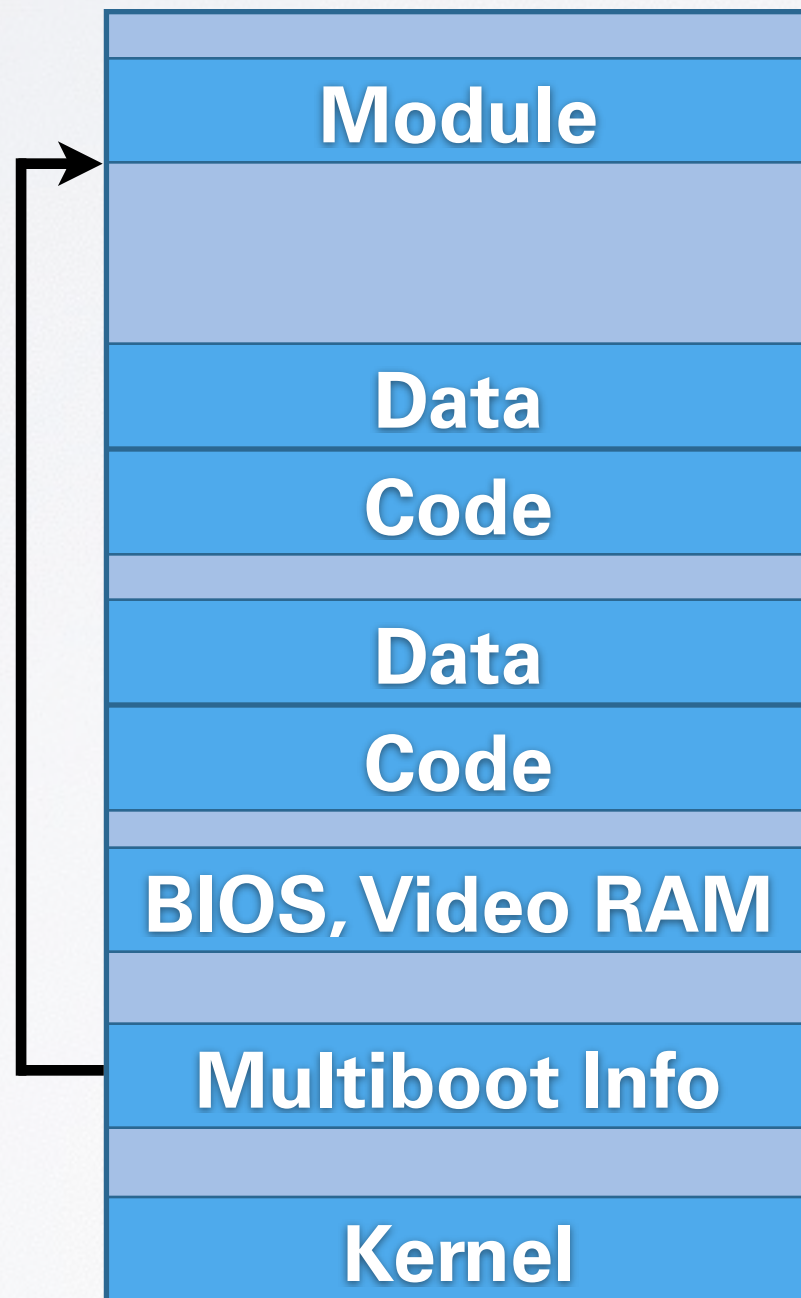 Module
Data
Code
Data
Code
BIOS, Video RAM
Multiboot Info
Kernel